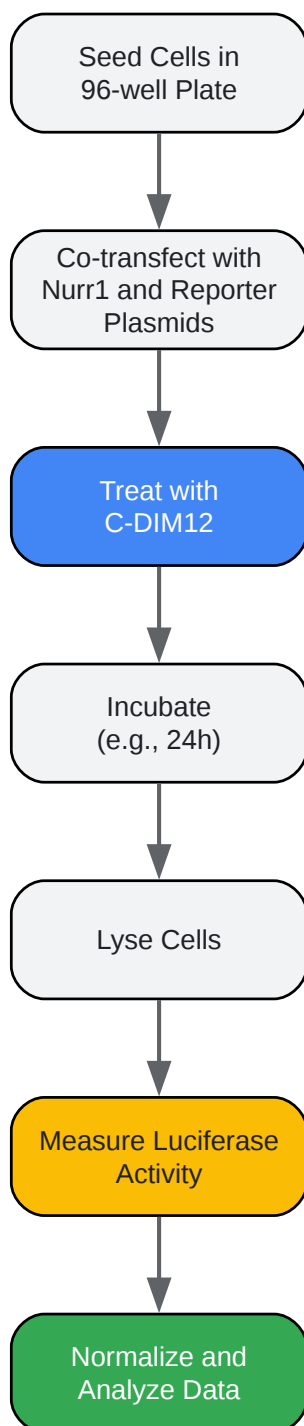 Seed Cells in
96-well Plate
Co-transfect with
Nurr1 and Reporter
Plasmids
Treat with
C-DIM12
Incubate
(e.g., 24h)
Lyse Cells
Measure Luciferase
Activity
Normalize and
Analyze Data